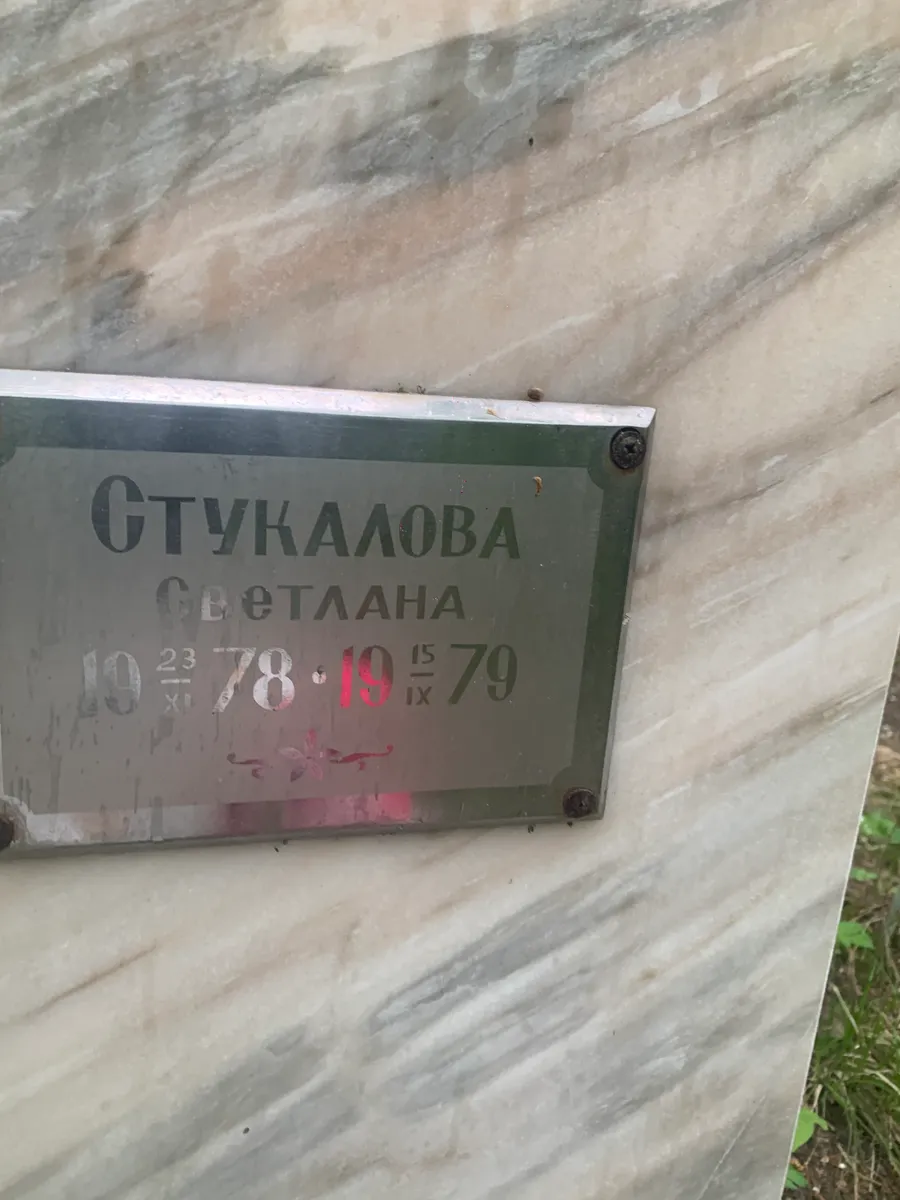 Стукалова
Светлана
19 23/XI 78 · 19 15/IX 79